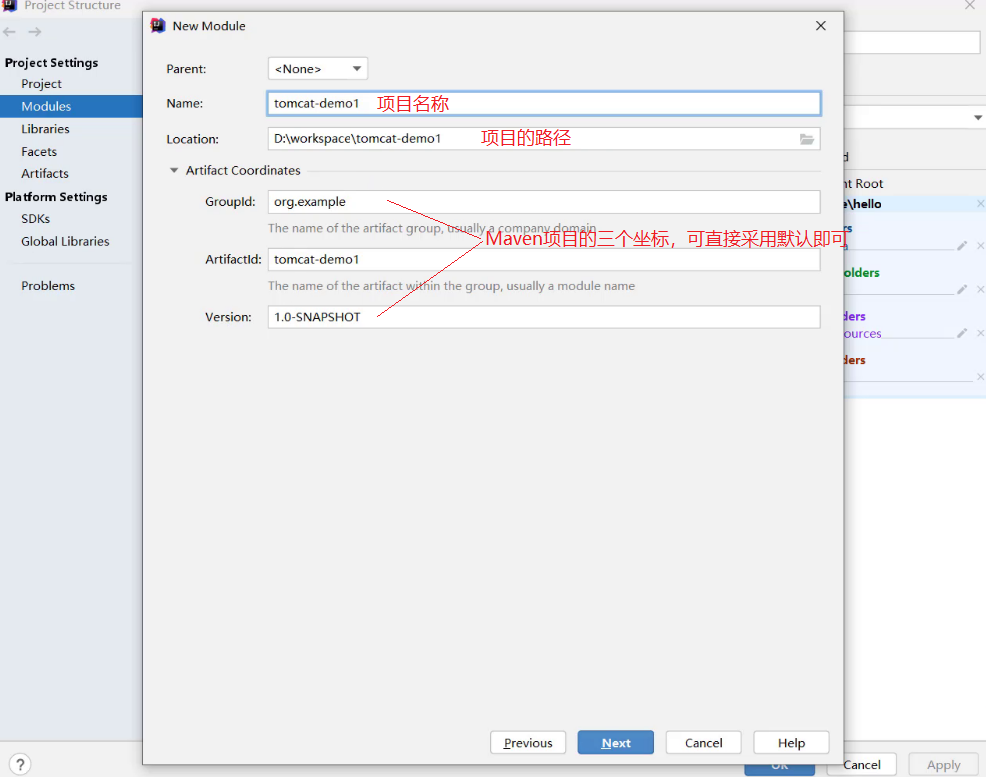 Project Structure
Project Settings
Project
Modules
Libraries
Facets
Artifacts
Platform Settings
SDKs
Global Libraries
Problems
New Module
Parent:
<None>
Name:
tomcat-demo1 项目名称
Location:
D:\workspace\tomcat-demo1 项目的路径
Artifact Coordinates
GroupId:
org.example
The name of the artifact group, usually a company domain
Maven项目的三个坐标，可直接采用默认即可
ArtifactId:
tomcat-demo1
The name of the artifact within the group, usually a module name
Version:
1.0-SNAPSHOT
Previous
Next
Cancel
Help
Root
\hello
olders
ders
ources
ders
?
OK
Cancel
Apply